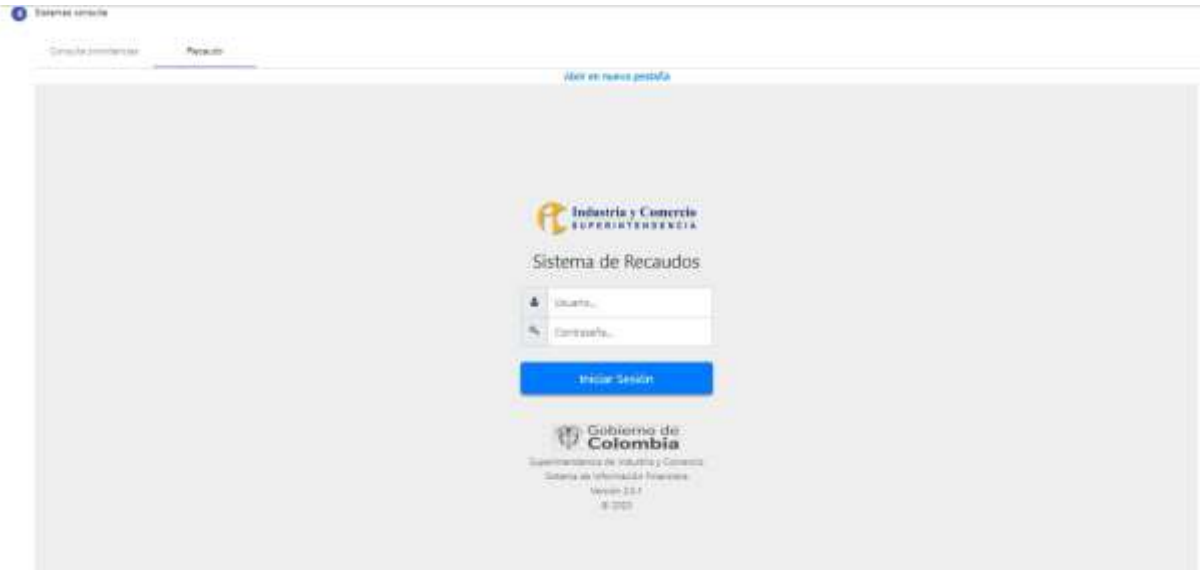 Sistemas consulta
Consulta
Recaudo
Abrir en nueva pestaña
Industria y Comercio
SUPERINTENDENCIA
Sistema de Recaudos
Usuario...
Contraseña...
Iniciar Sesión
Gobierno de
Colombia
Superintendencia de Industria y Comercio
Sistema de Información Financiera